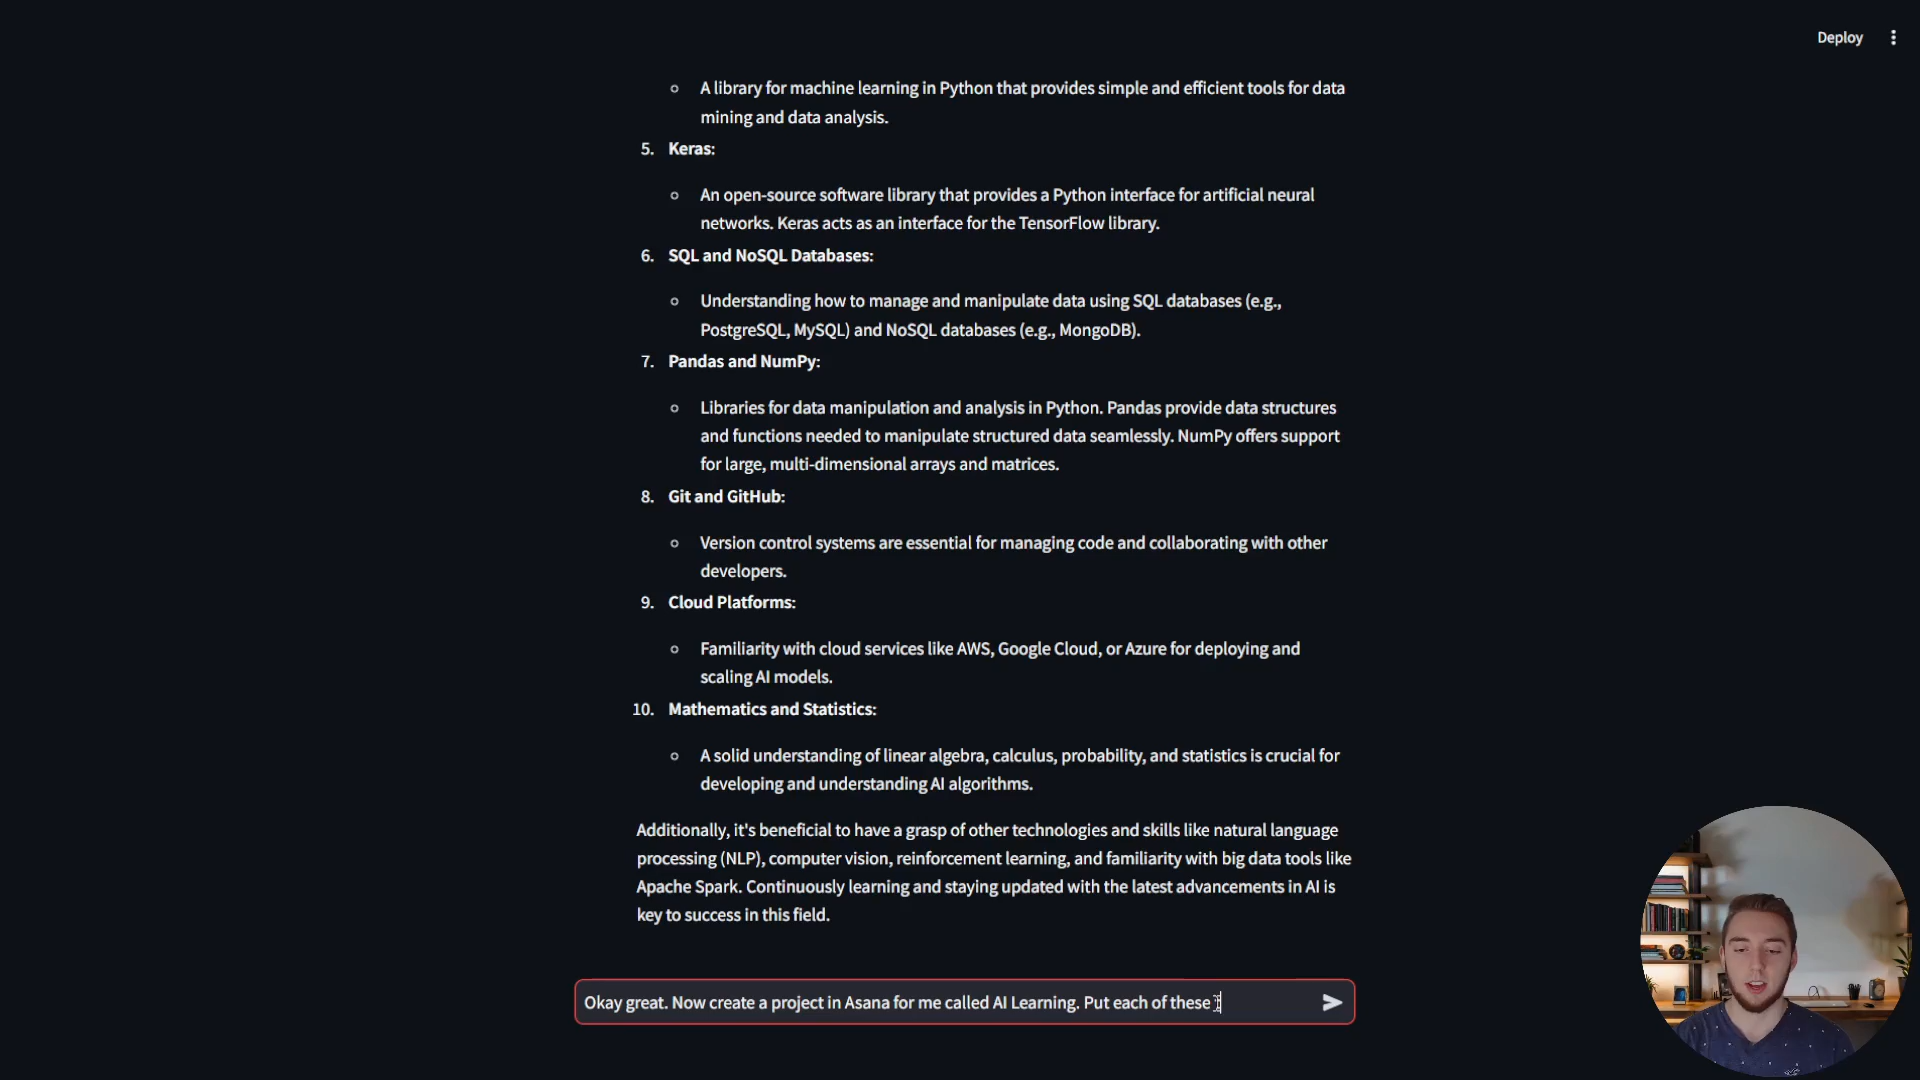 Deploy
A library for machine learning in Python that provides simple and efficient tools for data
mining and data analysis.
5. Keras:
An open-source software library that provides a Python interface for artificial neural
networks. Keras acts as an interface for the TensorFlow library.
6. SQL and NoSQL Databases:
Understanding how to manage and manipulate data using SQL databases (e.g.,
PostgreSQL, MySQL) and NoSQL databases (e.g., MongoDB).
7. Pandas and NumPy:
Libraries for data manipulation and analysis in Python. Pandas provide data structures
and functions needed to manipulate structured data seamlessly. NumPy offers support
for large, multi-dimensional arrays and matrices.
8. Git and GitHub:
Version control systems are essential for managing code and collaborating with other
developers.
9. Cloud Platforms:
Familiarity with cloud services like AWS, Google Cloud, or Azure for deploying and
scaling AI models.
10. Mathematics and Statistics:
A solid understanding of linear algebra, calculus, probability, and statistics is crucial for
developing and understanding AI algorithms.
Additionally, it's beneficial to have a grasp of other technologies and skills like natural language
processing (NLP), computer vision, reinforcement learning, and familiarity with big data tools like
Apache Spark. Continuously learning and staying updated with the latest advancements in AI is
key to success in this field.
Okay great. Now create a project in Asana for me called AI Learning. Put each of these